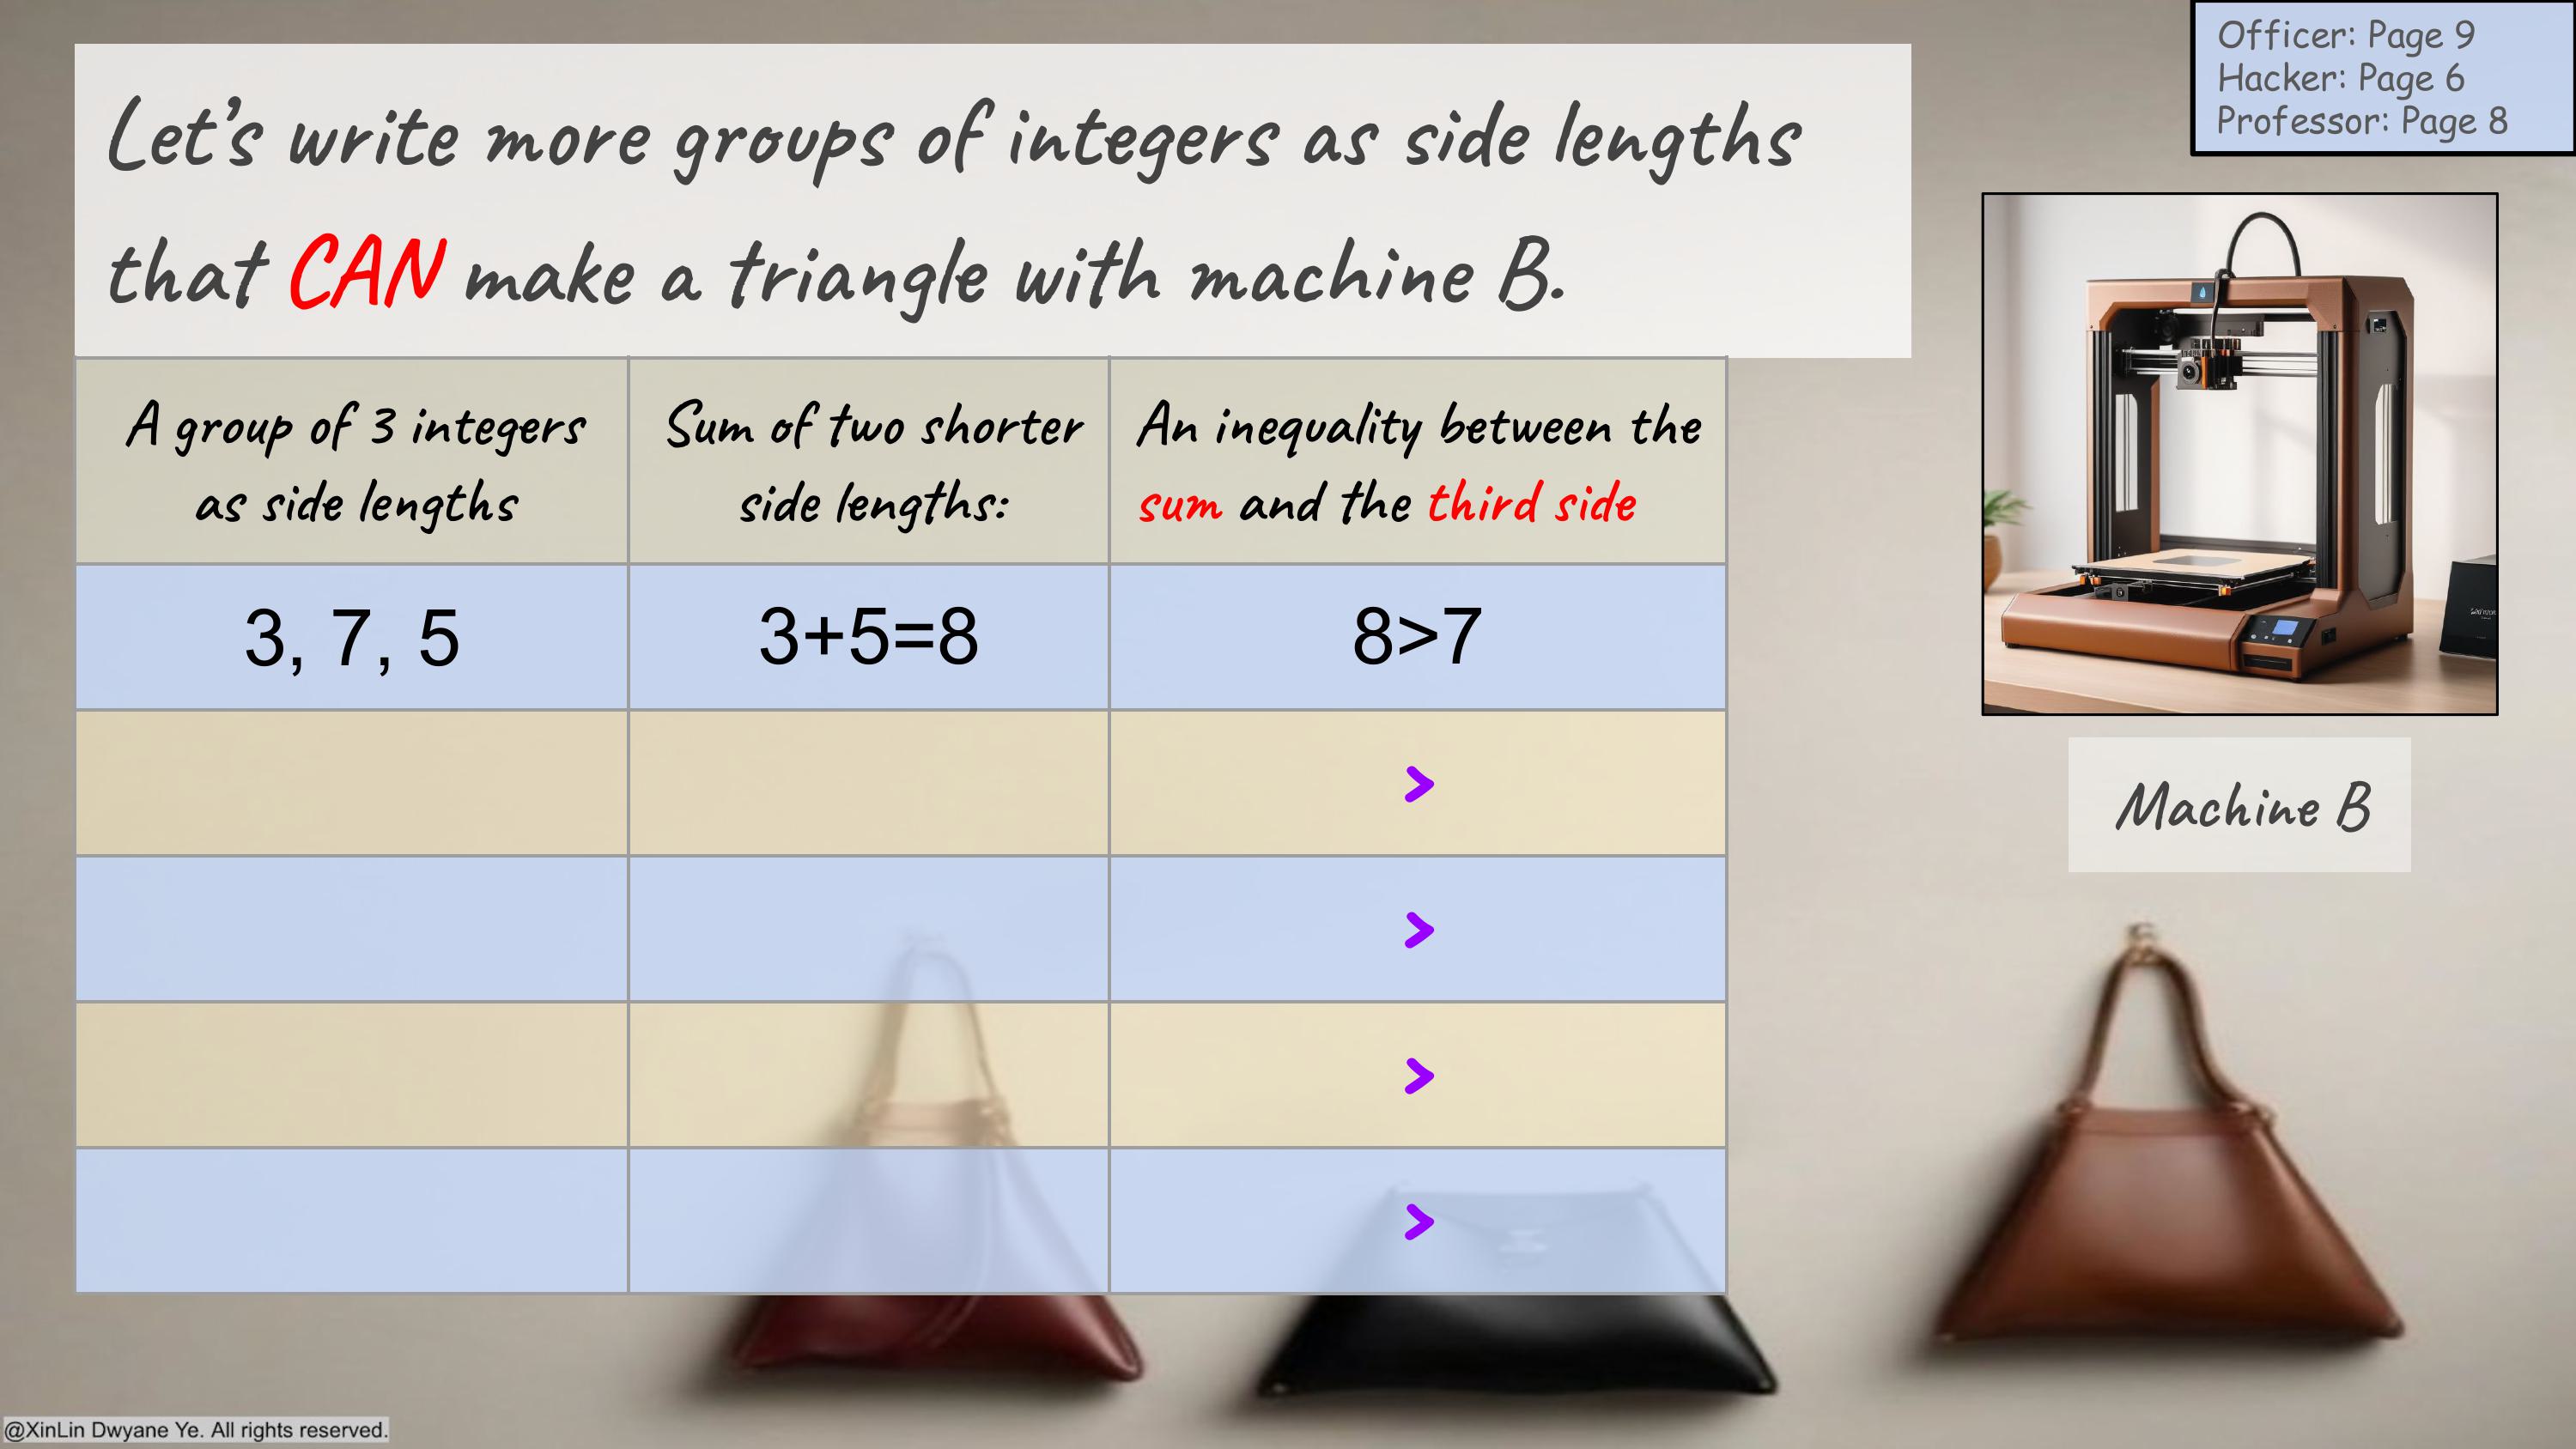 Officer: Page 9
Hacker: Page 6
Professor: Page 8
Let's write more groups of integers as side lengths
that CAN make a triangle with machine B.
A group of 3 integers
as side lengths
Sum of two shorter
side lengths:
An inequality between the
sum and the third side
3, 7, 5
3+5=8
8>7
>
>
>
>
Machine B
@XinLin Dwyane Ye. All rights reserved.